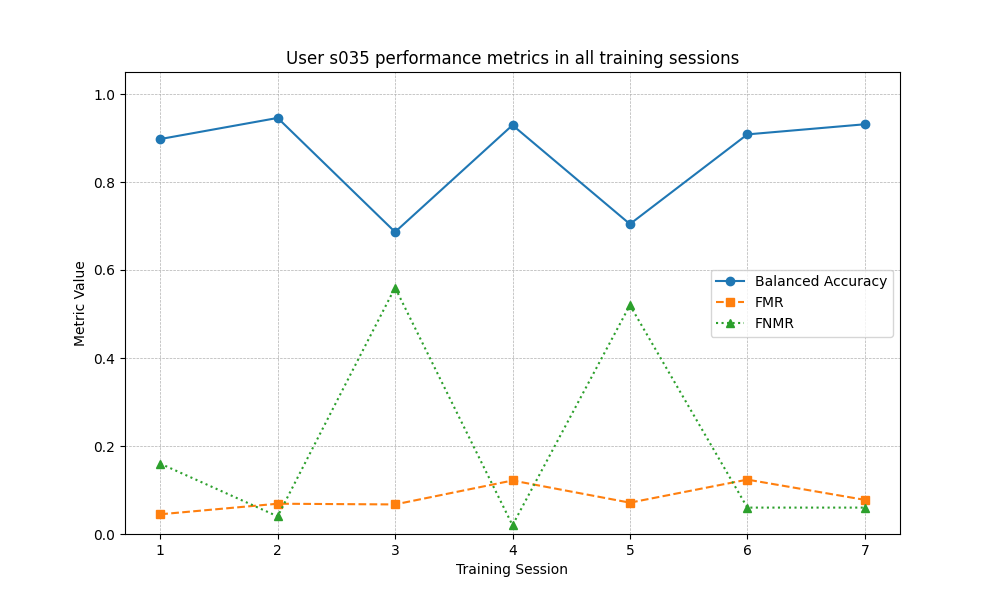 User s035 performance metrics in all training sessions
1.0
0.8
0.6
0.4
0.2
0.0
Metric Value
Balanced Accuracy
FMR
FNMR
1 2 3 4 5 6 7
Training Session